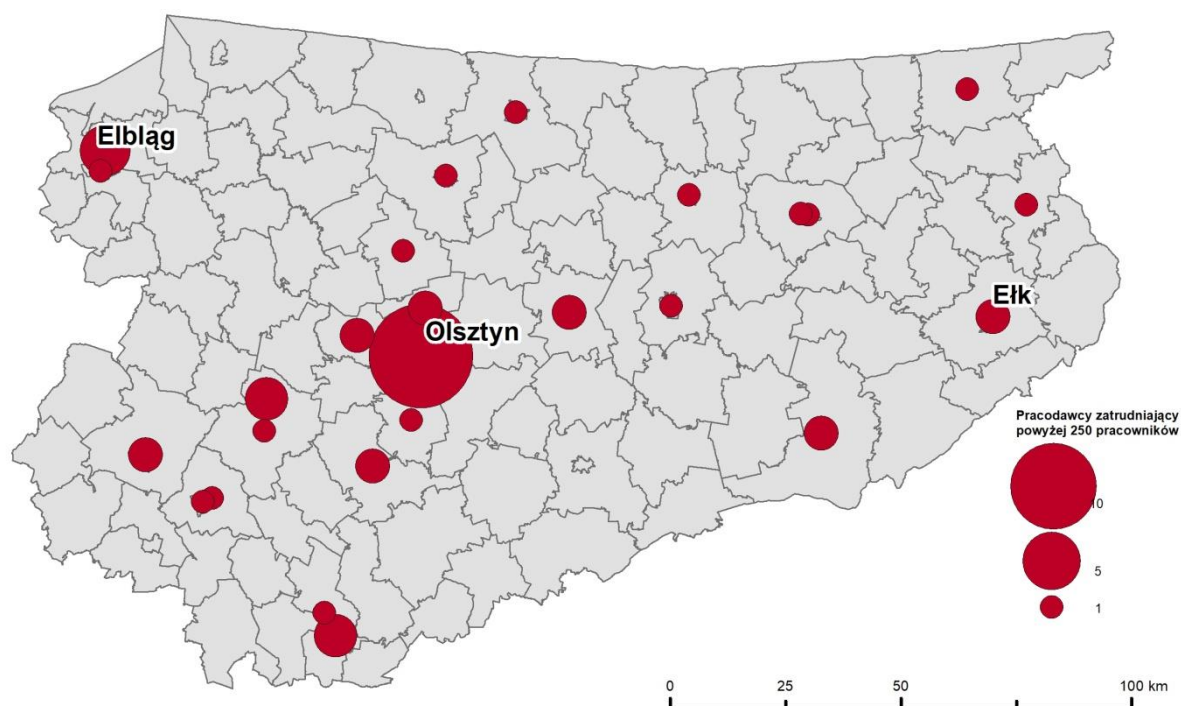 Elbląg
Olsztyn
Ełk
Pracodawcy zatrudniający
powyżej 250 pracowników
10
5
1
0 25 50 100 km